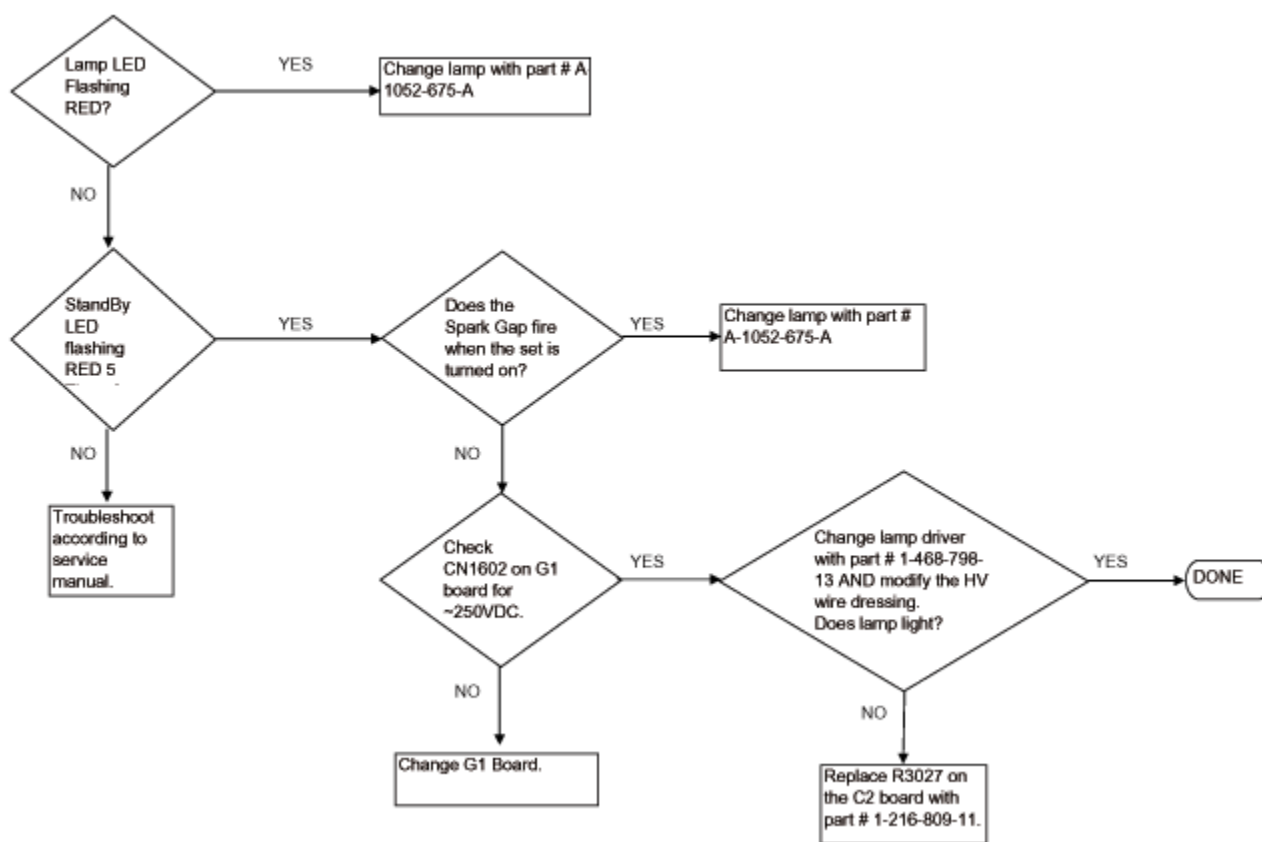 Lamp LED
Flashing
RED?
YES
Change lamp with part # A
1052-675-A
NO
StandBy
LED
flashing
RED 5
YES
Does the
Spark Gap fire
when the set is
turned on?
YES
Change lamp with part #
A-1052-675-A
NO
Troubleshoot
according to
service
manual.
NO
Check
CN1602 on G1
board for
~250VDC.
YES
Change lamp driver
with part # 1-468-798-
13 AND modify the HV
wire dressing.
Does lamp light?
YES
DONE
NO
Change G1 Board.
NO
Replace R3027 on
the C2 board with
part # 1-216-809-11.